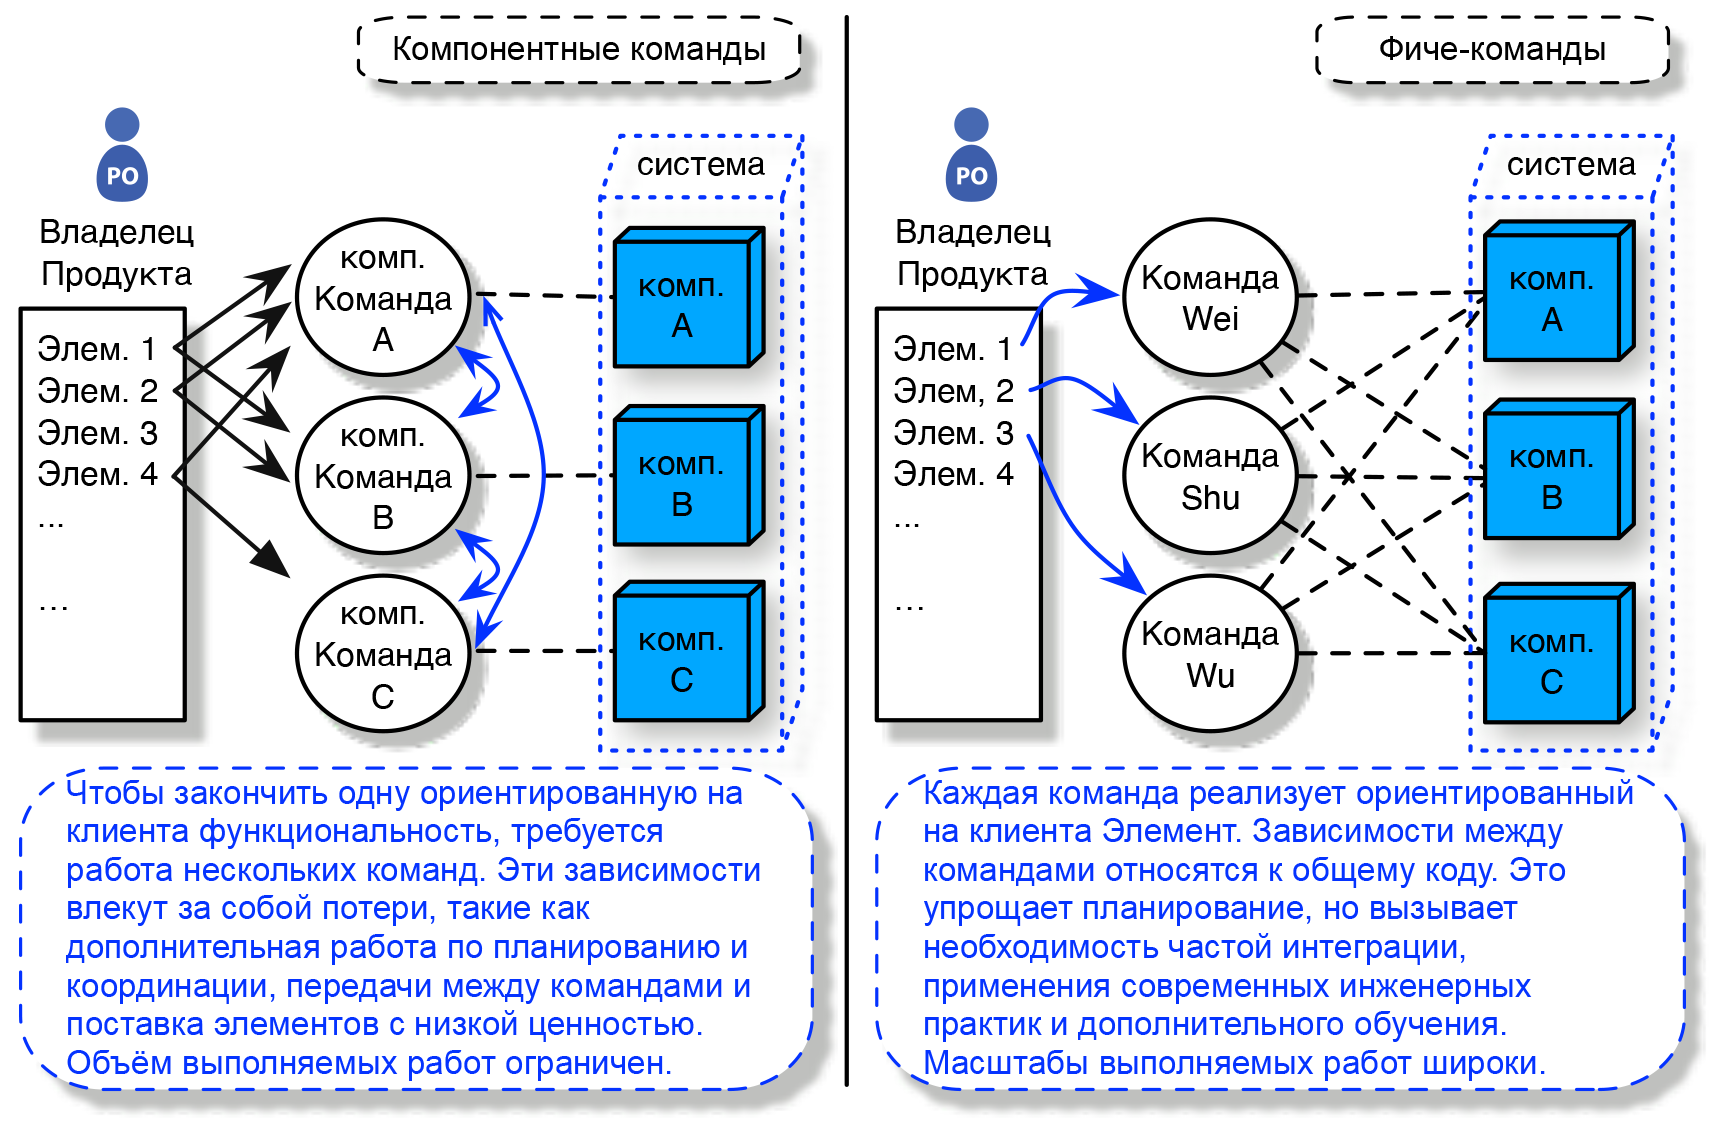 Компонентные команды
PO
Владелец
Продукта
Элем. 1
Элем. 2
Элем. 3
Элем. 4
...
...
комп.
Команда
A
комп.
Команда
B
комп.
Команда
C
система
комп.
A
комп.
B
комп.
C
Чтобы закончить одну ориентированную на
клиента функциональность, требуется
работа нескольких команд. Эти зависимости
влекут за собой потери, такие как
дополнительная работа по планированию и
координации, передачи между командами и
поставка элементов с низкой ценностью.
Объём выполняемых работ ограничен.
Фиче-команды
PO
Владелец
Продукта
Элем. 1
Элем, 2
Элем. 3
Элем. 4
...
...
Команда
Wei
Команда
Shu
Команда
Wu
система
комп.
A
комп.
B
комп.
C
Каждая команда реализует ориентированный
на клиента Элемент. Зависимости между
командами относятся к общему коду. Это
упрощает планирование, но вызывает
необходимость частой интеграции,
применения современных инженерных
практик и дополнительного обучения.
Масштабы выполняемых работ широки.